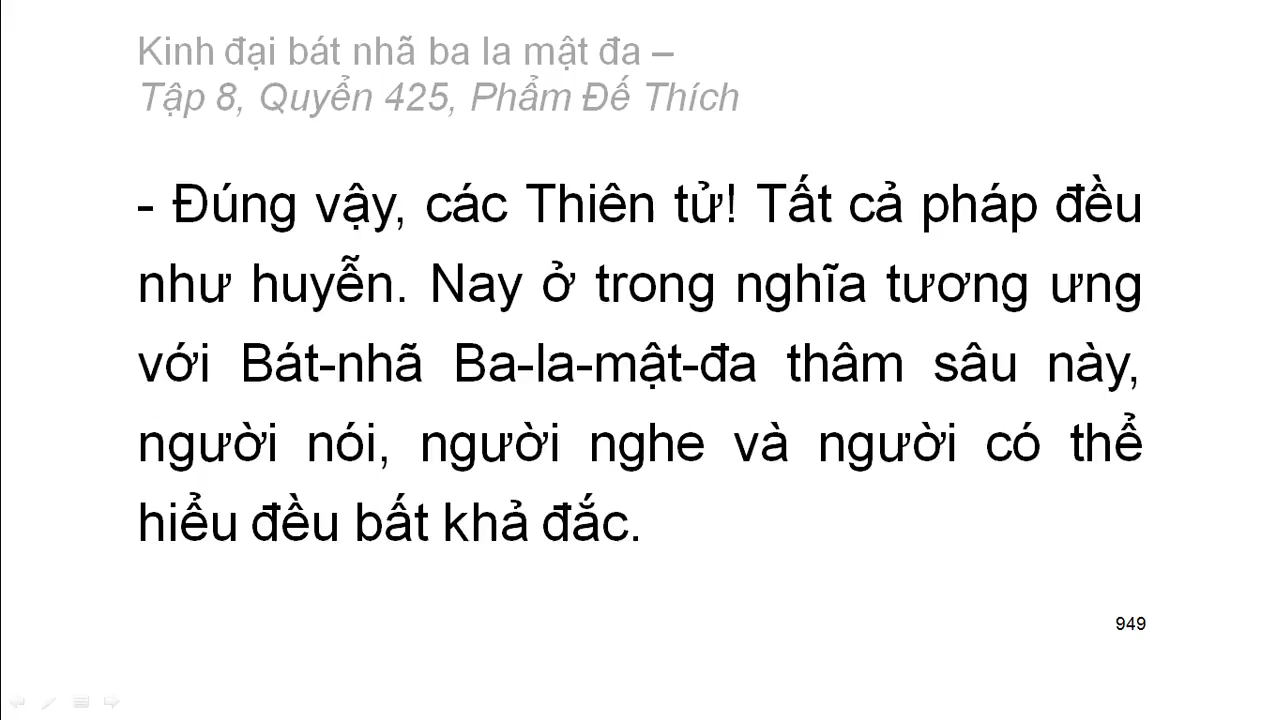 Kinh đại bát nhã ba la mật đa –
Tập 8, Quyển 425, Phẩm Đế Thích
- Đúng vậy, các Thiên tử! Tất cả pháp đều
như huyễn. Nay ở trong nghĩa tương ưng
với Bát-nhã Ba-la-mật-đa thâm sâu này,
người nói, người nghe và người có thể
hiểu đều bất khả đắc.
949